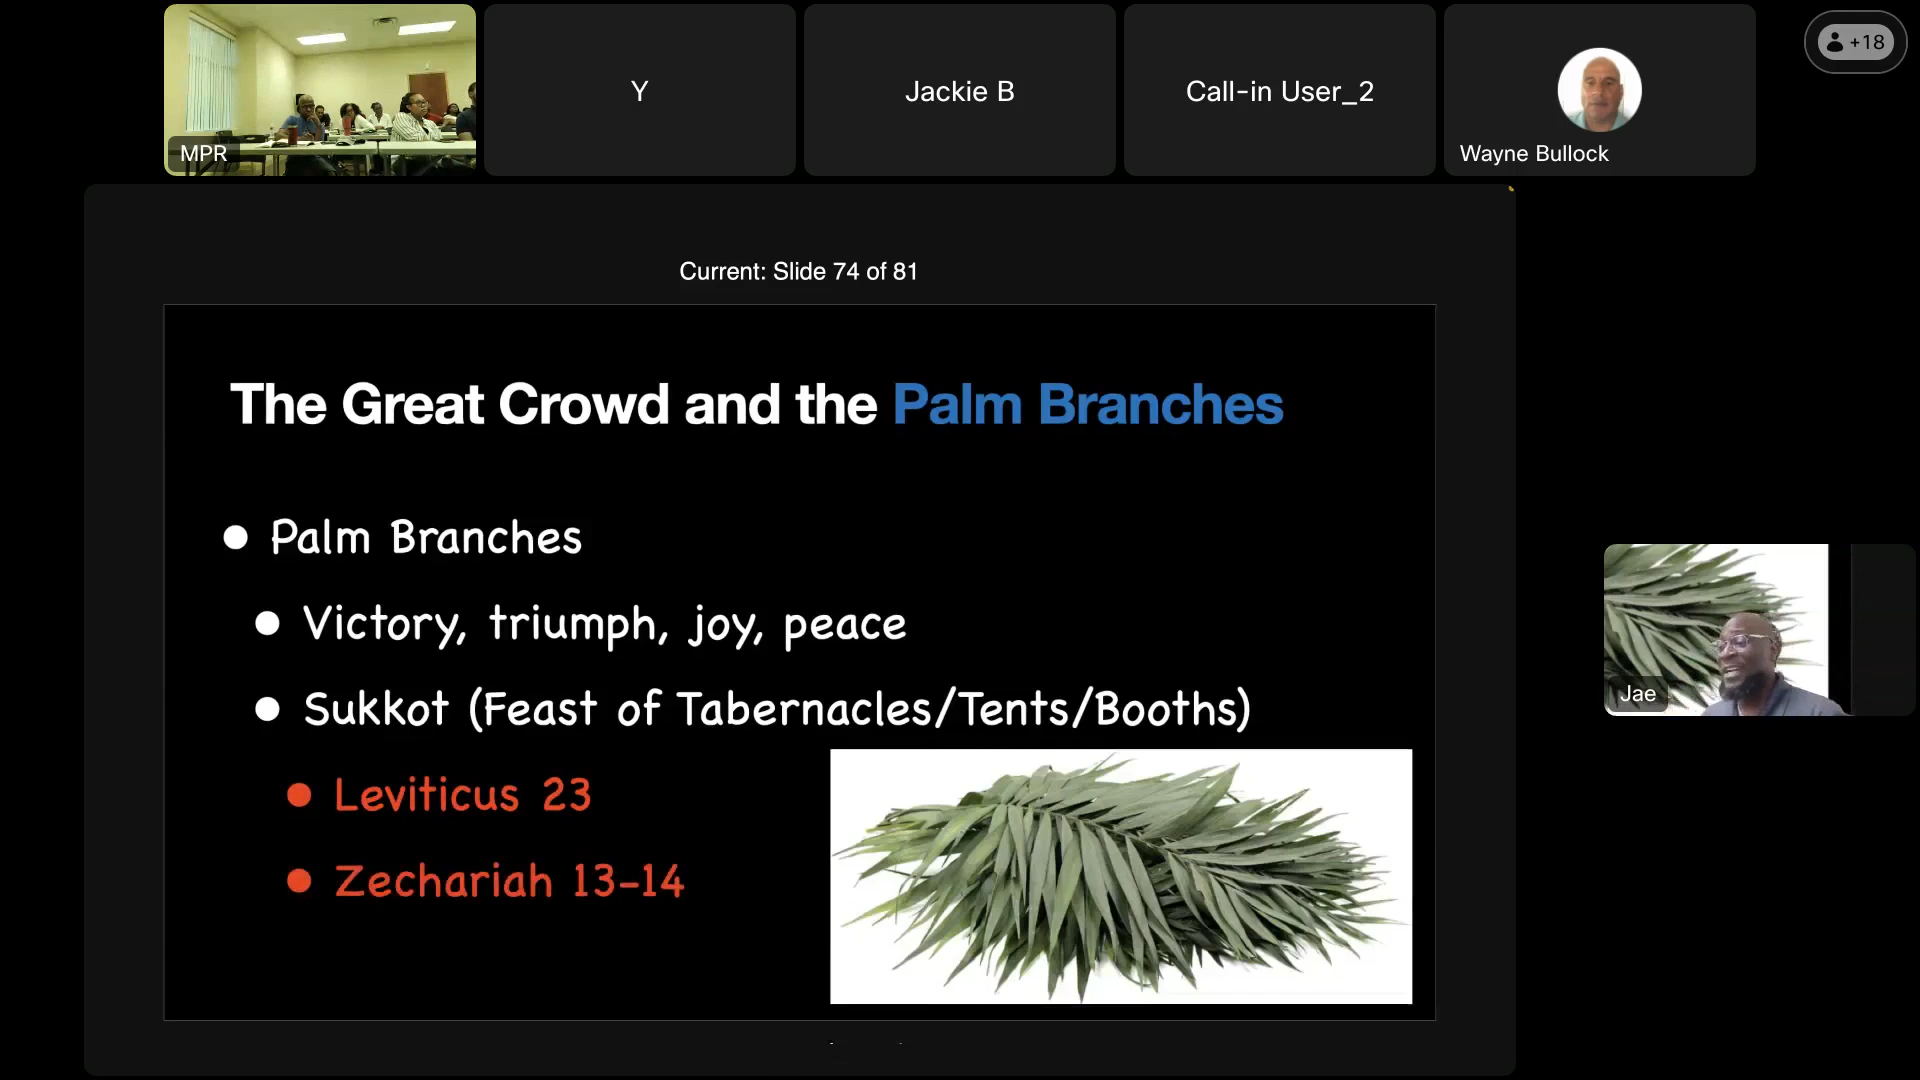 MPR
Y
Jackie B
Call-in User_2
Wayne Bullock
+18
Current: Slide 74 of 81
The Great Crowd and the Palm Branches
Palm Branches
Victory, triumph, joy, peace
Sukkot (Feast of Tabernacles/Tents/Booths)
Leviticus 23
Zechariah 13-14
Jae